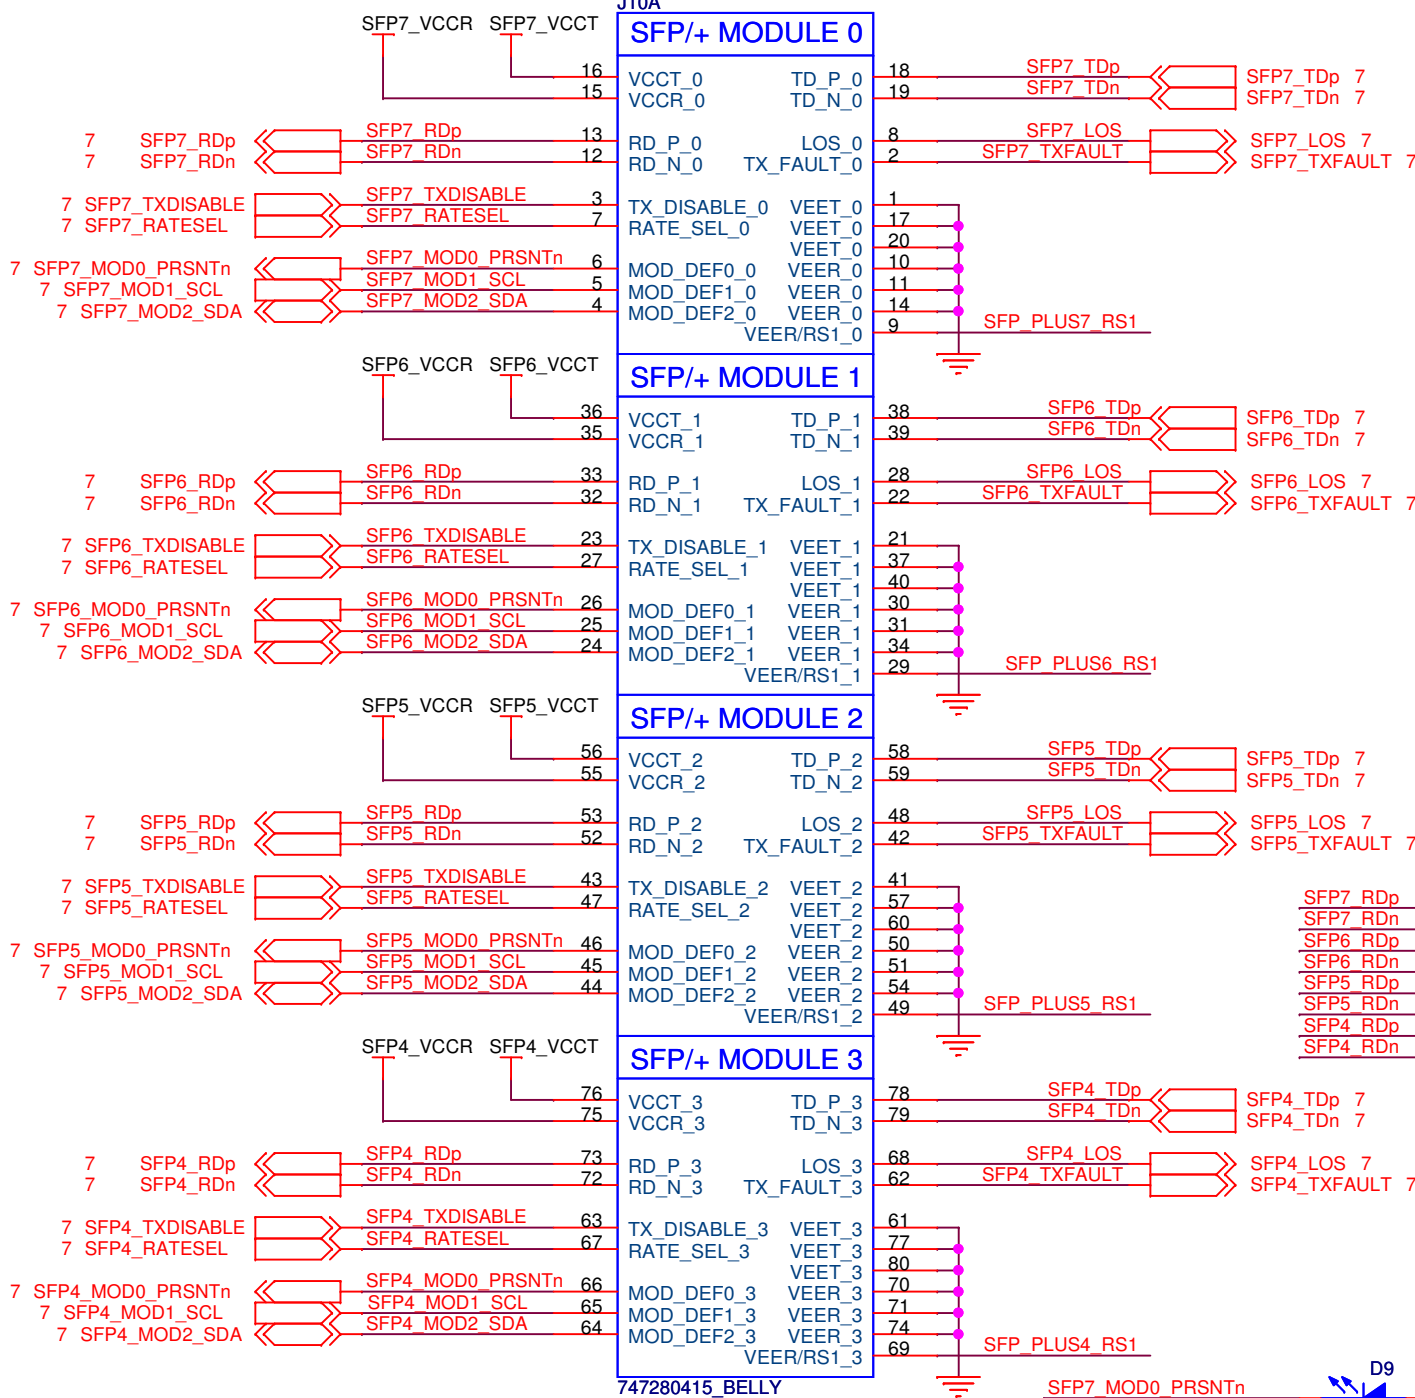 J10A
SFP7_VCCR SFP7_VCCT SFP/+ MODULE 0
16 VCCT_0 TD_P_0 18 SFP7_TDp SFP7_TDp 7
15 VCCR_0 TD_N_0 19 SFP7_TDn SFP7_TDn 7
7 SFP7_RDp SFP7_RDp 13 RD_P_0 LOS_0 8 SFP7_LOS SFP7_LOS 7
7 SFP7_RDn SFP7_RDn 12 RD_N_0 TX_FAULT_0 2 SFP7_TXFAULT SFP7_TXFAULT 7
7 SFP7_TXDISABLE SFP7_TXDISABLE 3 TX_DISABLE_0 VEET_0 1
7 SFP7_RATESEL SFP7_RATESEL 7 RATE_SEL_0 VEET_0 17
VEET_0 20
7 SFP7_MOD0_PRSNTn SFP7_MOD0_PRSNTn 6 MOD_DEF0_0 VEER_0 10
7 SFP7_MOD1_SCL SFP7_MOD1_SCL 5 MOD_DEF1_0 VEER_0 11
7 SFP7_MOD2_SDA SFP7_MOD2_SDA 4 MOD_DEF2_0 VEER_0 14
VEER/RS1_0 9 SFP_PLUS7_RS1
SFP6_VCCR SFP6_VCCT SFP/+ MODULE 1
36 VCCT_1 TD_P_1 38 SFP6_TDp SFP6_TDp 7
35 VCCR_1 TD_N_1 39 SFP6_TDn SFP6_TDn 7
7 SFP6_RDp SFP6_RDp 33 RD_P_1 LOS_1 28 SFP6_LOS SFP6_LOS 7
7 SFP6_RDn SFP6_RDn 32 RD_N_1 TX_FAULT_1 22 SFP6_TXFAULT SFP6_TXFAULT 7
7 SFP6_TXDISABLE SFP6_TXDISABLE 23 TX_DISABLE_1 VEET_1 21
7 SFP6_RATESEL SFP6_RATESEL 27 RATE_SEL_1 VEET_1 37
VEET_1 40
7 SFP6_MOD0_PRSNTn SFP6_MOD0_PRSNTn 26 MOD_DEF0_1 VEER_1 30
7 SFP6_MOD1_SCL SFP6_MOD1_SCL 25 MOD_DEF1_1 VEER_1 31
7 SFP6_MOD2_SDA SFP6_MOD2_SDA 24 MOD_DEF2_1 VEER_1 34
VEER/RS1_1 29 SFP_PLUS6_RS1
SFP5_VCCR SFP5_VCCT SFP/+ MODULE 2
56 VCCT_2 TD_P_2 58 SFP5_TDp SFP5_TDp 7
55 VCCR_2 TD_N_2 59 SFP5_TDn SFP5_TDn 7
7 SFP5_RDp SFP5_RDp 53 RD_P_2 LOS_2 48 SFP5_LOS SFP5_LOS 7
7 SFP5_RDn SFP5_RDn 52 RD_N_2 TX_FAULT_2 42 SFP5_TXFAULT SFP5_TXFAULT 7
7 SFP5_TXDISABLE SFP5_TXDISABLE 43 TX_DISABLE_2 VEET_2 41
7 SFP5_RATESEL SFP5_RATESEL 47 RATE_SEL_2 VEET_2 57 SFP7_RDp
VEET_2 60 SFP7_RDn
7 SFP5_MOD0_PRSNTn SFP5_MOD0_PRSNTn 46 MOD_DEF0_2 VEER_2 50 SFP6_RDp
7 SFP5_MOD1_SCL SFP5_MOD1_SCL 45 MOD_DEF1_2 VEER_2 51 SFP6_RDn
7 SFP5_MOD2_SDA SFP5_MOD2_SDA 44 MOD_DEF2_2 VEER_2 54 SFP5_RDp
VEER/RS1_2 49 SFP_PLUS5_RS1 SFP5_RDn
SFP4_RDp
SFP4_VCCR SFP4_VCCT SFP/+ MODULE 3 SFP4_RDn
76 VCCT_3 TD_P_3 78 SFP4_TDp SFP4_TDp 7
75 VCCR_3 TD_N_3 79 SFP4_TDn SFP4_TDn 7
7 SFP4_RDp SFP4_RDp 73 RD_P_3 LOS_3 68 SFP4_LOS SFP4_LOS 7
7 SFP4_RDn SFP4_RDn 72 RD_N_3 TX_FAULT_3 62 SFP4_TXFAULT SFP4_TXFAULT 7
7 SFP4_TXDISABLE SFP4_TXDISABLE 63 TX_DISABLE_3 VEET_3 61
7 SFP4_RATESEL SFP4_RATESEL 67 RATE_SEL_3 VEET_3 77
VEET_3 80
7 SFP4_MOD0_PRSNTn SFP4_MOD0_PRSNTn 66 MOD_DEF0_3 VEER_3 70
7 SFP4_MOD1_SCL SFP4_MOD1_SCL 65 MOD_DEF1_3 VEER_3 71
7 SFP4_MOD2_SDA SFP4_MOD2_SDA 64 MOD_DEF2_3 VEER_3 74
VEER/RS1_3 69 SFP_PLUS4_RS1
D9
747280415_BELLY SFP7_MOD0_PRSNTn